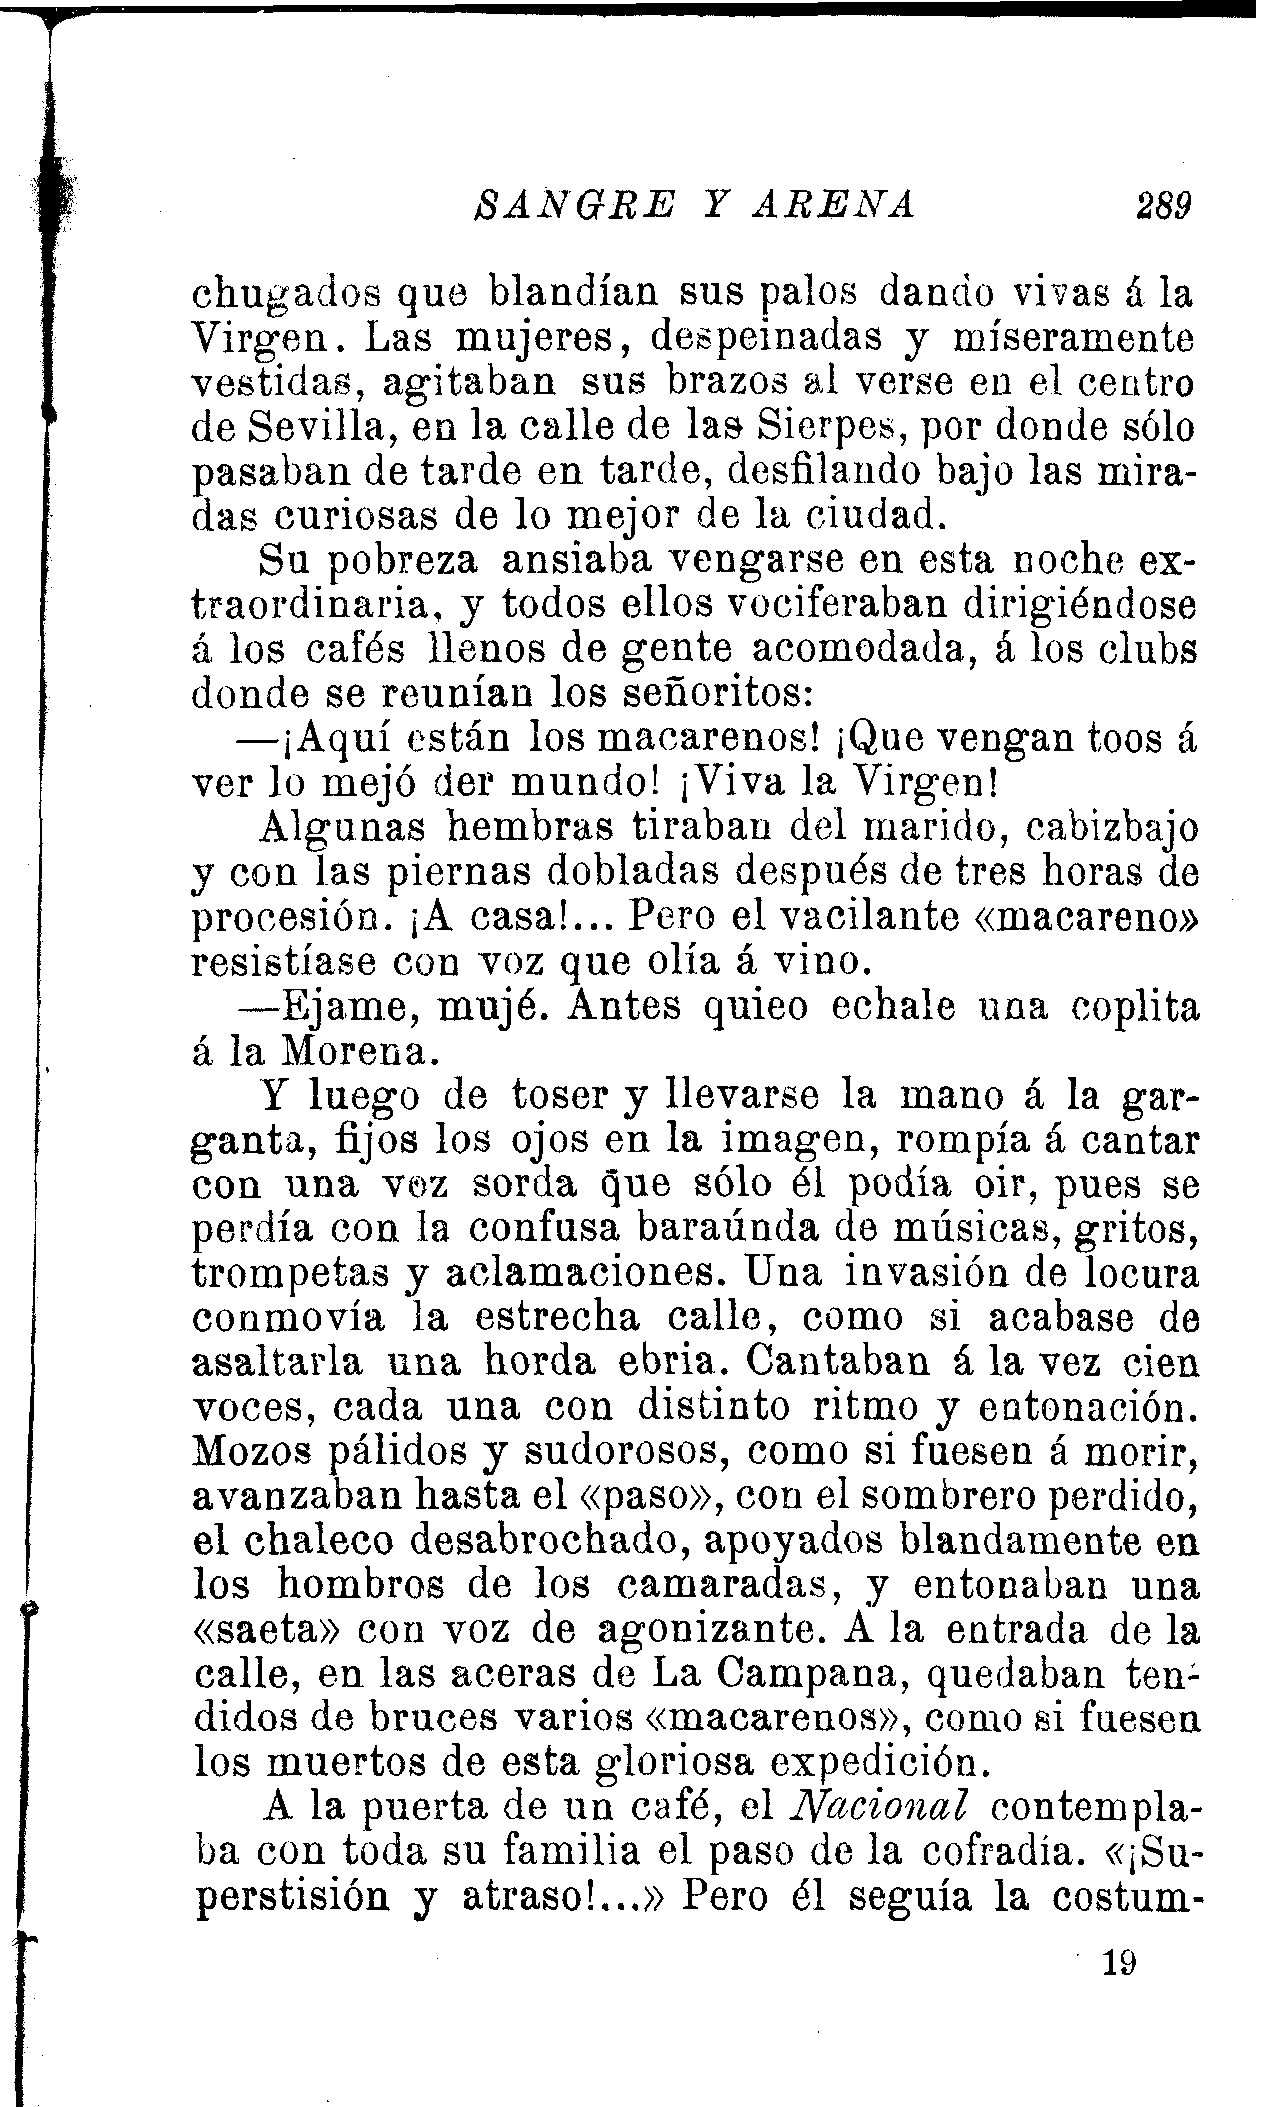 SANGRE Y ARENA 289
chugados que blandían sus palos dando vivas á la
Virgen. Las mujeres, despeinadas y míseramente
vestidas, agitaban sus brazos al verse en el centro
de Sevilla, en la calle de las Sierpes, por donde sólo
pasaban de tarde en tarde, desfilando bajo las mira-
das curiosas de lo mejor de la ciudad.
Su pobreza ansiaba vengarse en esta noche ex-
traordinaria, y todos ellos vociferaban dirigiéndose
á los cafés llenos de gente acomodada, á los clubs
donde se reunían los señoritos:
—¡Aquí están los macarenos! ¡Que vengan toos á
ver lo mejó der mundo! ¡Viva la Virgen!
Algunas hembras tiraban del marido, cabizbajo
y con las piernas dobladas después de tres horas de
procesión. ¡A casa!... Pero el vacilante «macareno»
resistíase con voz que olía á vino.
—Ejame, mujé. Antes quieo echale una coplita
á la Morena.
Y luego de toser y llevarse la mano á la gar-
ganta, fijos los ojos en la imagen, rompía á cantar
con una voz sorda que sólo él podía oir, pues se
perdía con la confusa baraúnda de músicas, gritos,
trompetas y aclamaciones. Una invasión de locura
conmovía la estrecha calle, como si acabase de
asaltarla una horda ebria. Cantaban á la vez cien
voces, cada una con distinto ritmo y entonación.
Mozos pálidos y sudorosos, como si fuesen á morir,
avanzaban hasta el «paso», con el sombrero perdido,
el chaleco desabrochado, apoyados blandamente en
los hombros de los camaradas, y entonaban una
«saeta» con voz de agonizante. A la entrada de la
calle, en las aceras de La Campana, quedaban ten-
didos de bruces varios «macarenos», como si fuesen
los muertos de esta gloriosa expedición.
A la puerta de un café, el Nacional contempla-
ba con toda su familia el paso de la cofradía. «¡Su-
perstisión y atraso!...» Pero él seguía la costum-
19